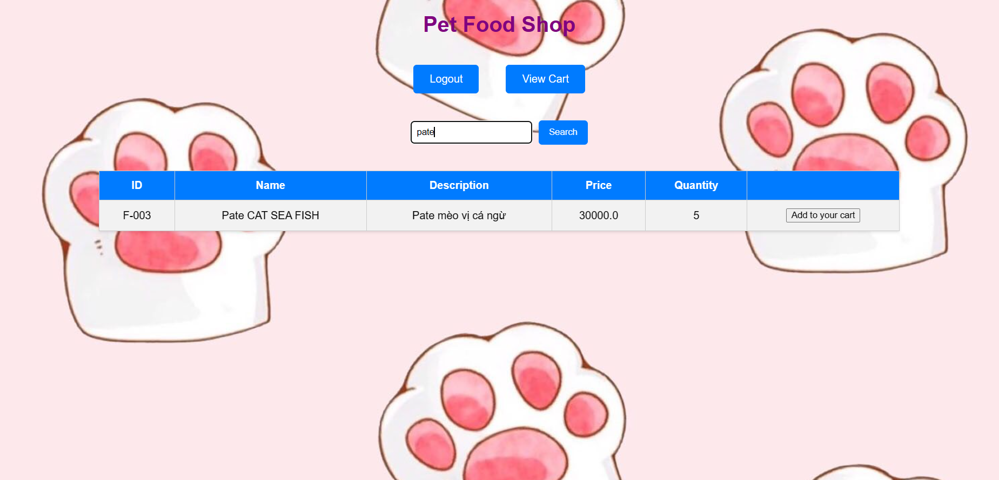 Pet Food Shop
Logout View Cart
pate Search
ID Name Description Price Quantity
F-003 Pate CAT SEA FISH Pate mèo vị cá ngừ 30000.0 5 Add to your cart